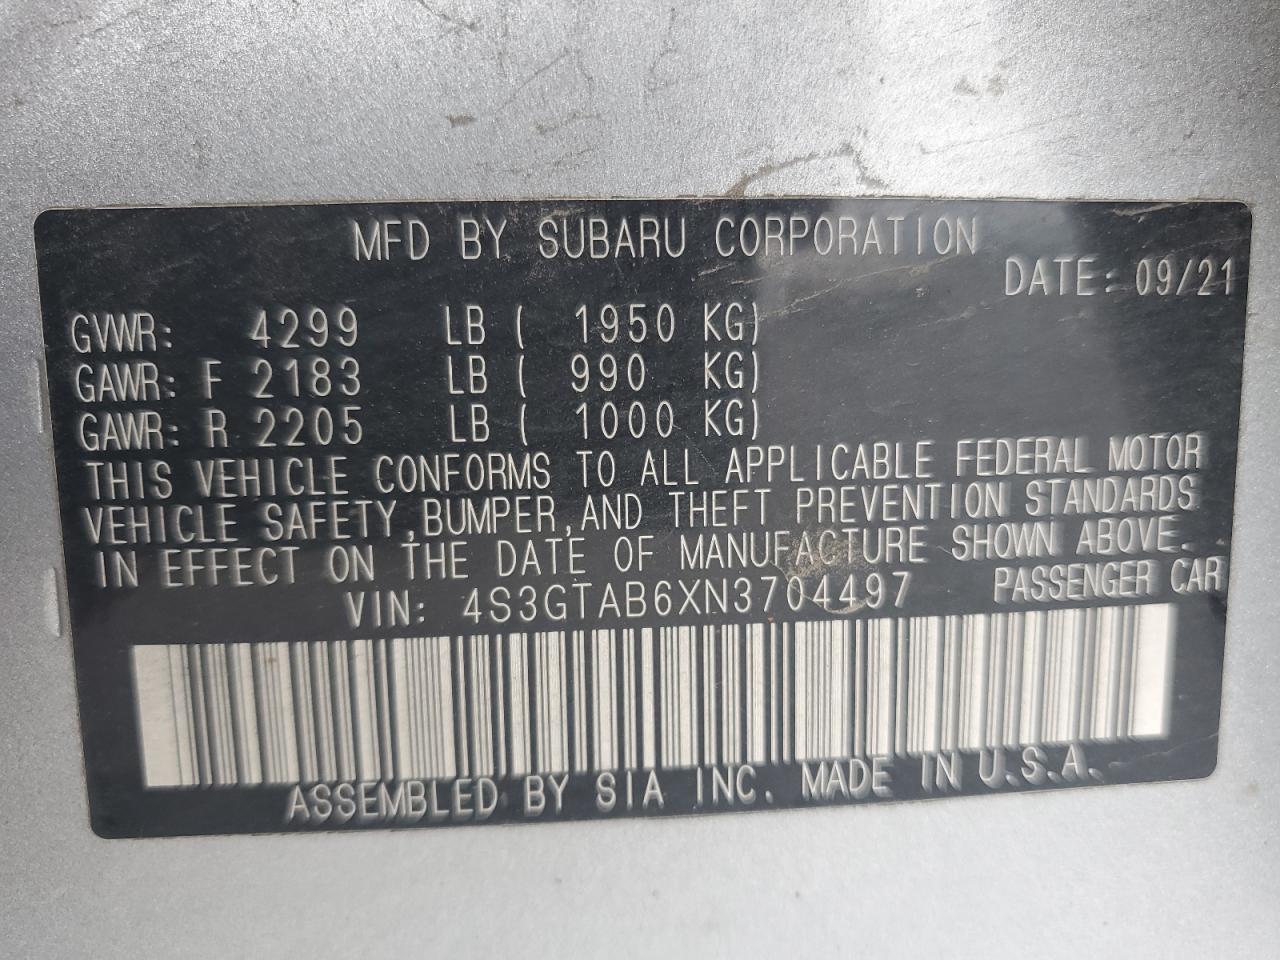 MFD BY SUBARU CORPORATION
DATE: 09/21
GVWR: 4299 LB ( 1950 KG)
GAWR: F 2183 LB ( 990 KG)
GAWR: R 2205 LB ( 1000 KG)
THIS VEHICLE CONFORMS TO ALL APPLICABLE FEDERAL MOTOR
VEHICLE SAFETY,BUMPER,AND THEFT PREVENTION STANDARDS
IN EFFECT ON THE DATE OF MANUFACTURE SHOWN ABOVE.
VIN: 4S3GTAB6XN3704497 PASSENGER CAR
ASSEMBLED BY SIA INC. MADE IN U.S.A.